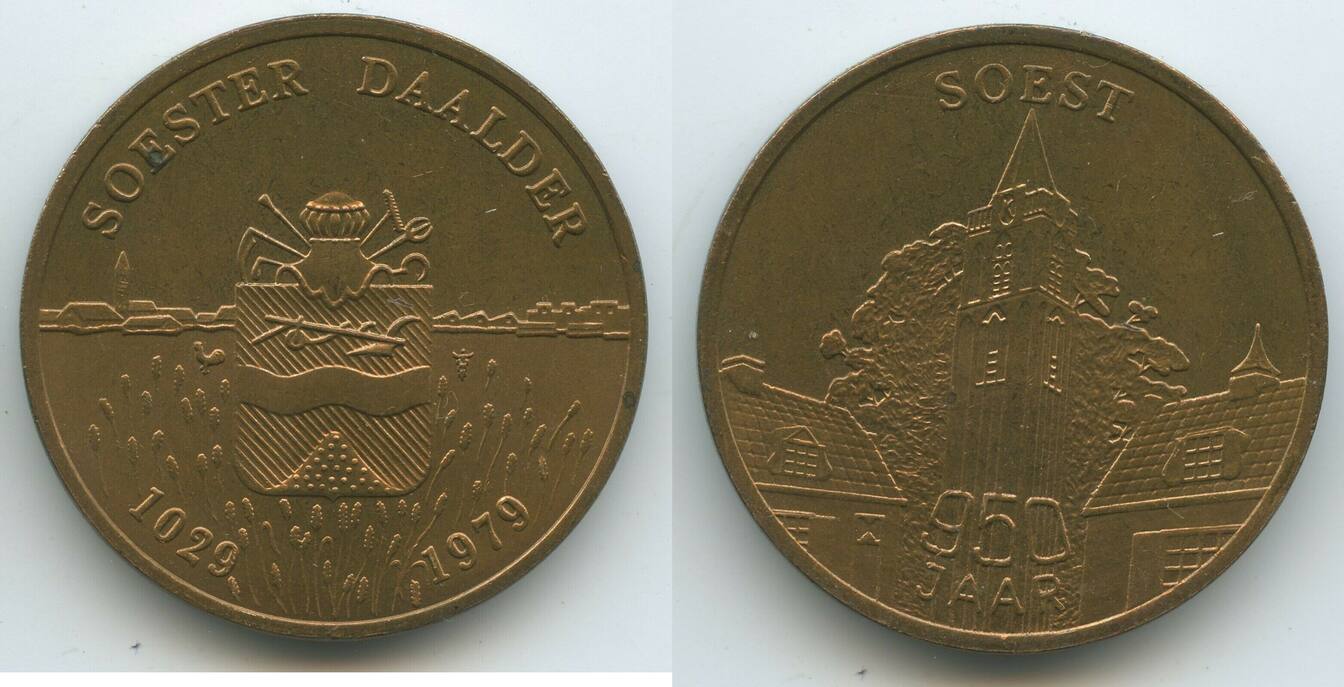 SOESTER DAALDER
1029 1979
SOEST
950
JAAR